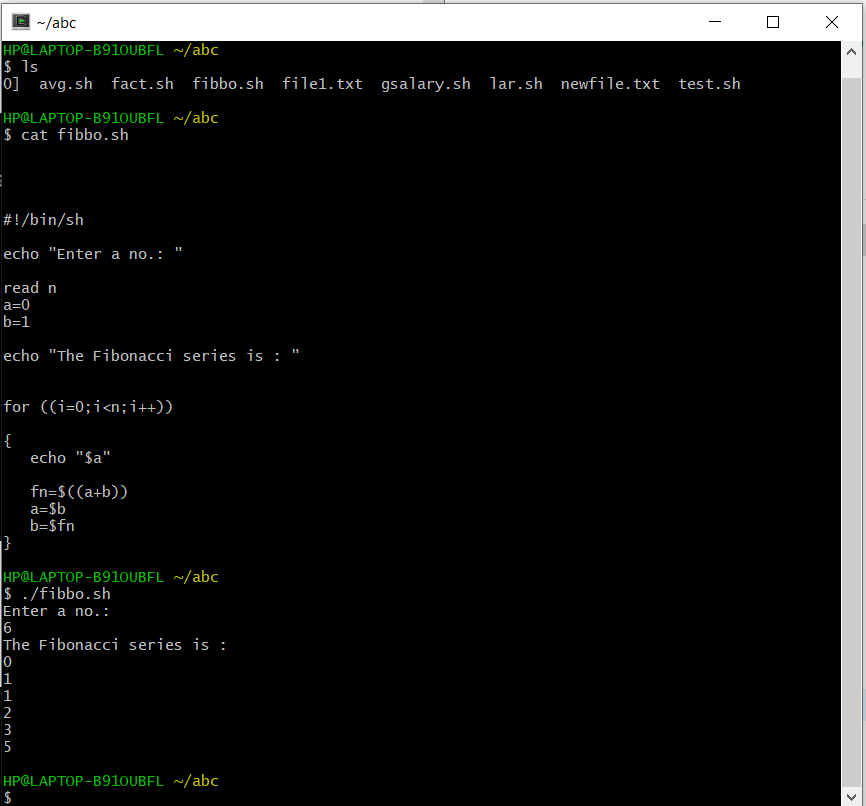 ~/abc
HP@LAPTOP-B91OUBFL ~/abc
$ ls
0]  avg.sh  fact.sh  fibbo.sh  file1.txt  gsalary.sh  lar.sh  newfile.txt  test.sh
HP@LAPTOP-B91OUBFL ~/abc
$ cat fibbo.sh
#!/bin/sh
echo "Enter a no.: "
read n
a=0
b=1
echo "The Fibonacci series is : "
for ((i=0;i<n;i++))
{
   echo "$a"
   fn=$((a+b))
   a=$b
   b=$fn
}
HP@LAPTOP-B91OUBFL ~/abc
$ ./fibbo.sh
Enter a no.:
6
The Fibonacci series is :
0
1
1
2
3
5
HP@LAPTOP-B91OUBFL ~/abc
$